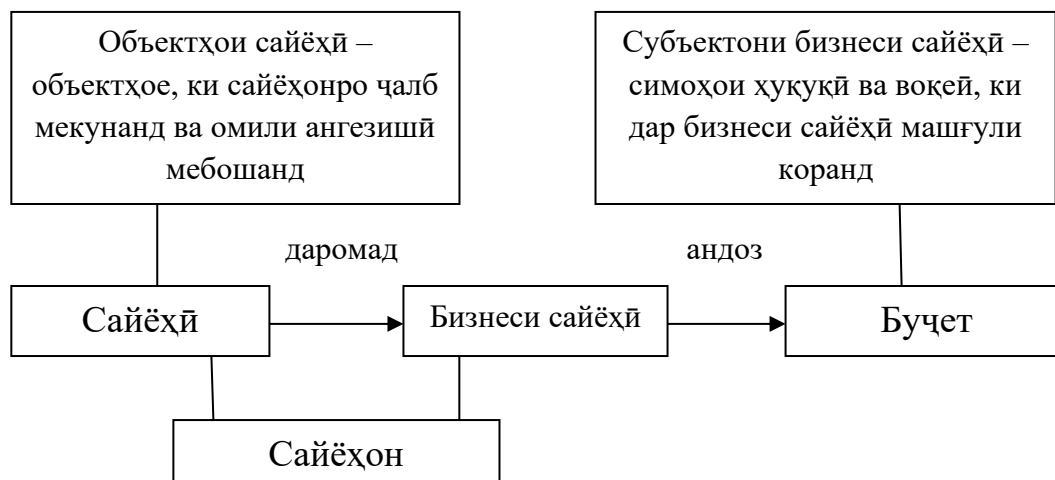 Объектҳои сайёҳӣ –
объектҳое, ки сайёҳонро ҷалб
мекунанд ва омили ангезишӣ
мебошанд
Субъектони бизнеси сайёҳӣ –
симоҳои ҳуқуқӣ ва воқеӣ, ки
дар бизнеси сайёҳӣ машғули
коранд
даромад
андоз
Сайёҳӣ
Бизнеси сайёҳӣ
Буҷет
Сайёҳон